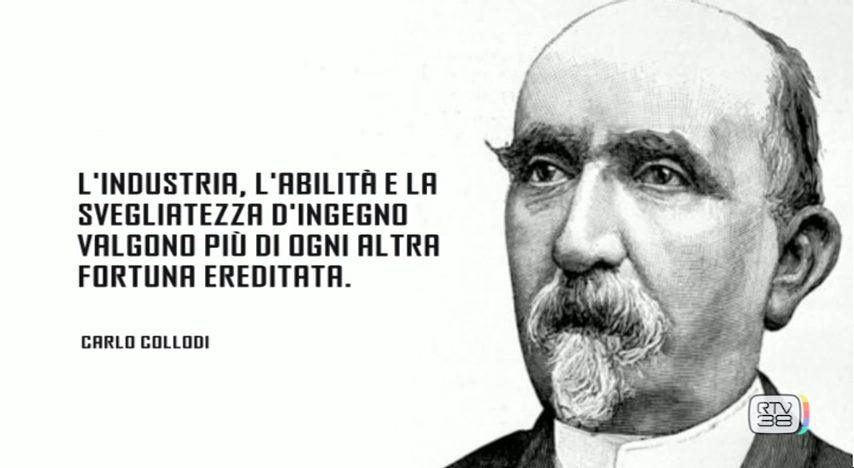 L'INDUSTRIA, L'ABILITÀ E LA
SVEGLIATEZZA D'INGEGNO
VALGONO PIÙ DI OGNI ALTRA
FORTUNA EREDITATA.
CARLO COLLODI
RTV
38